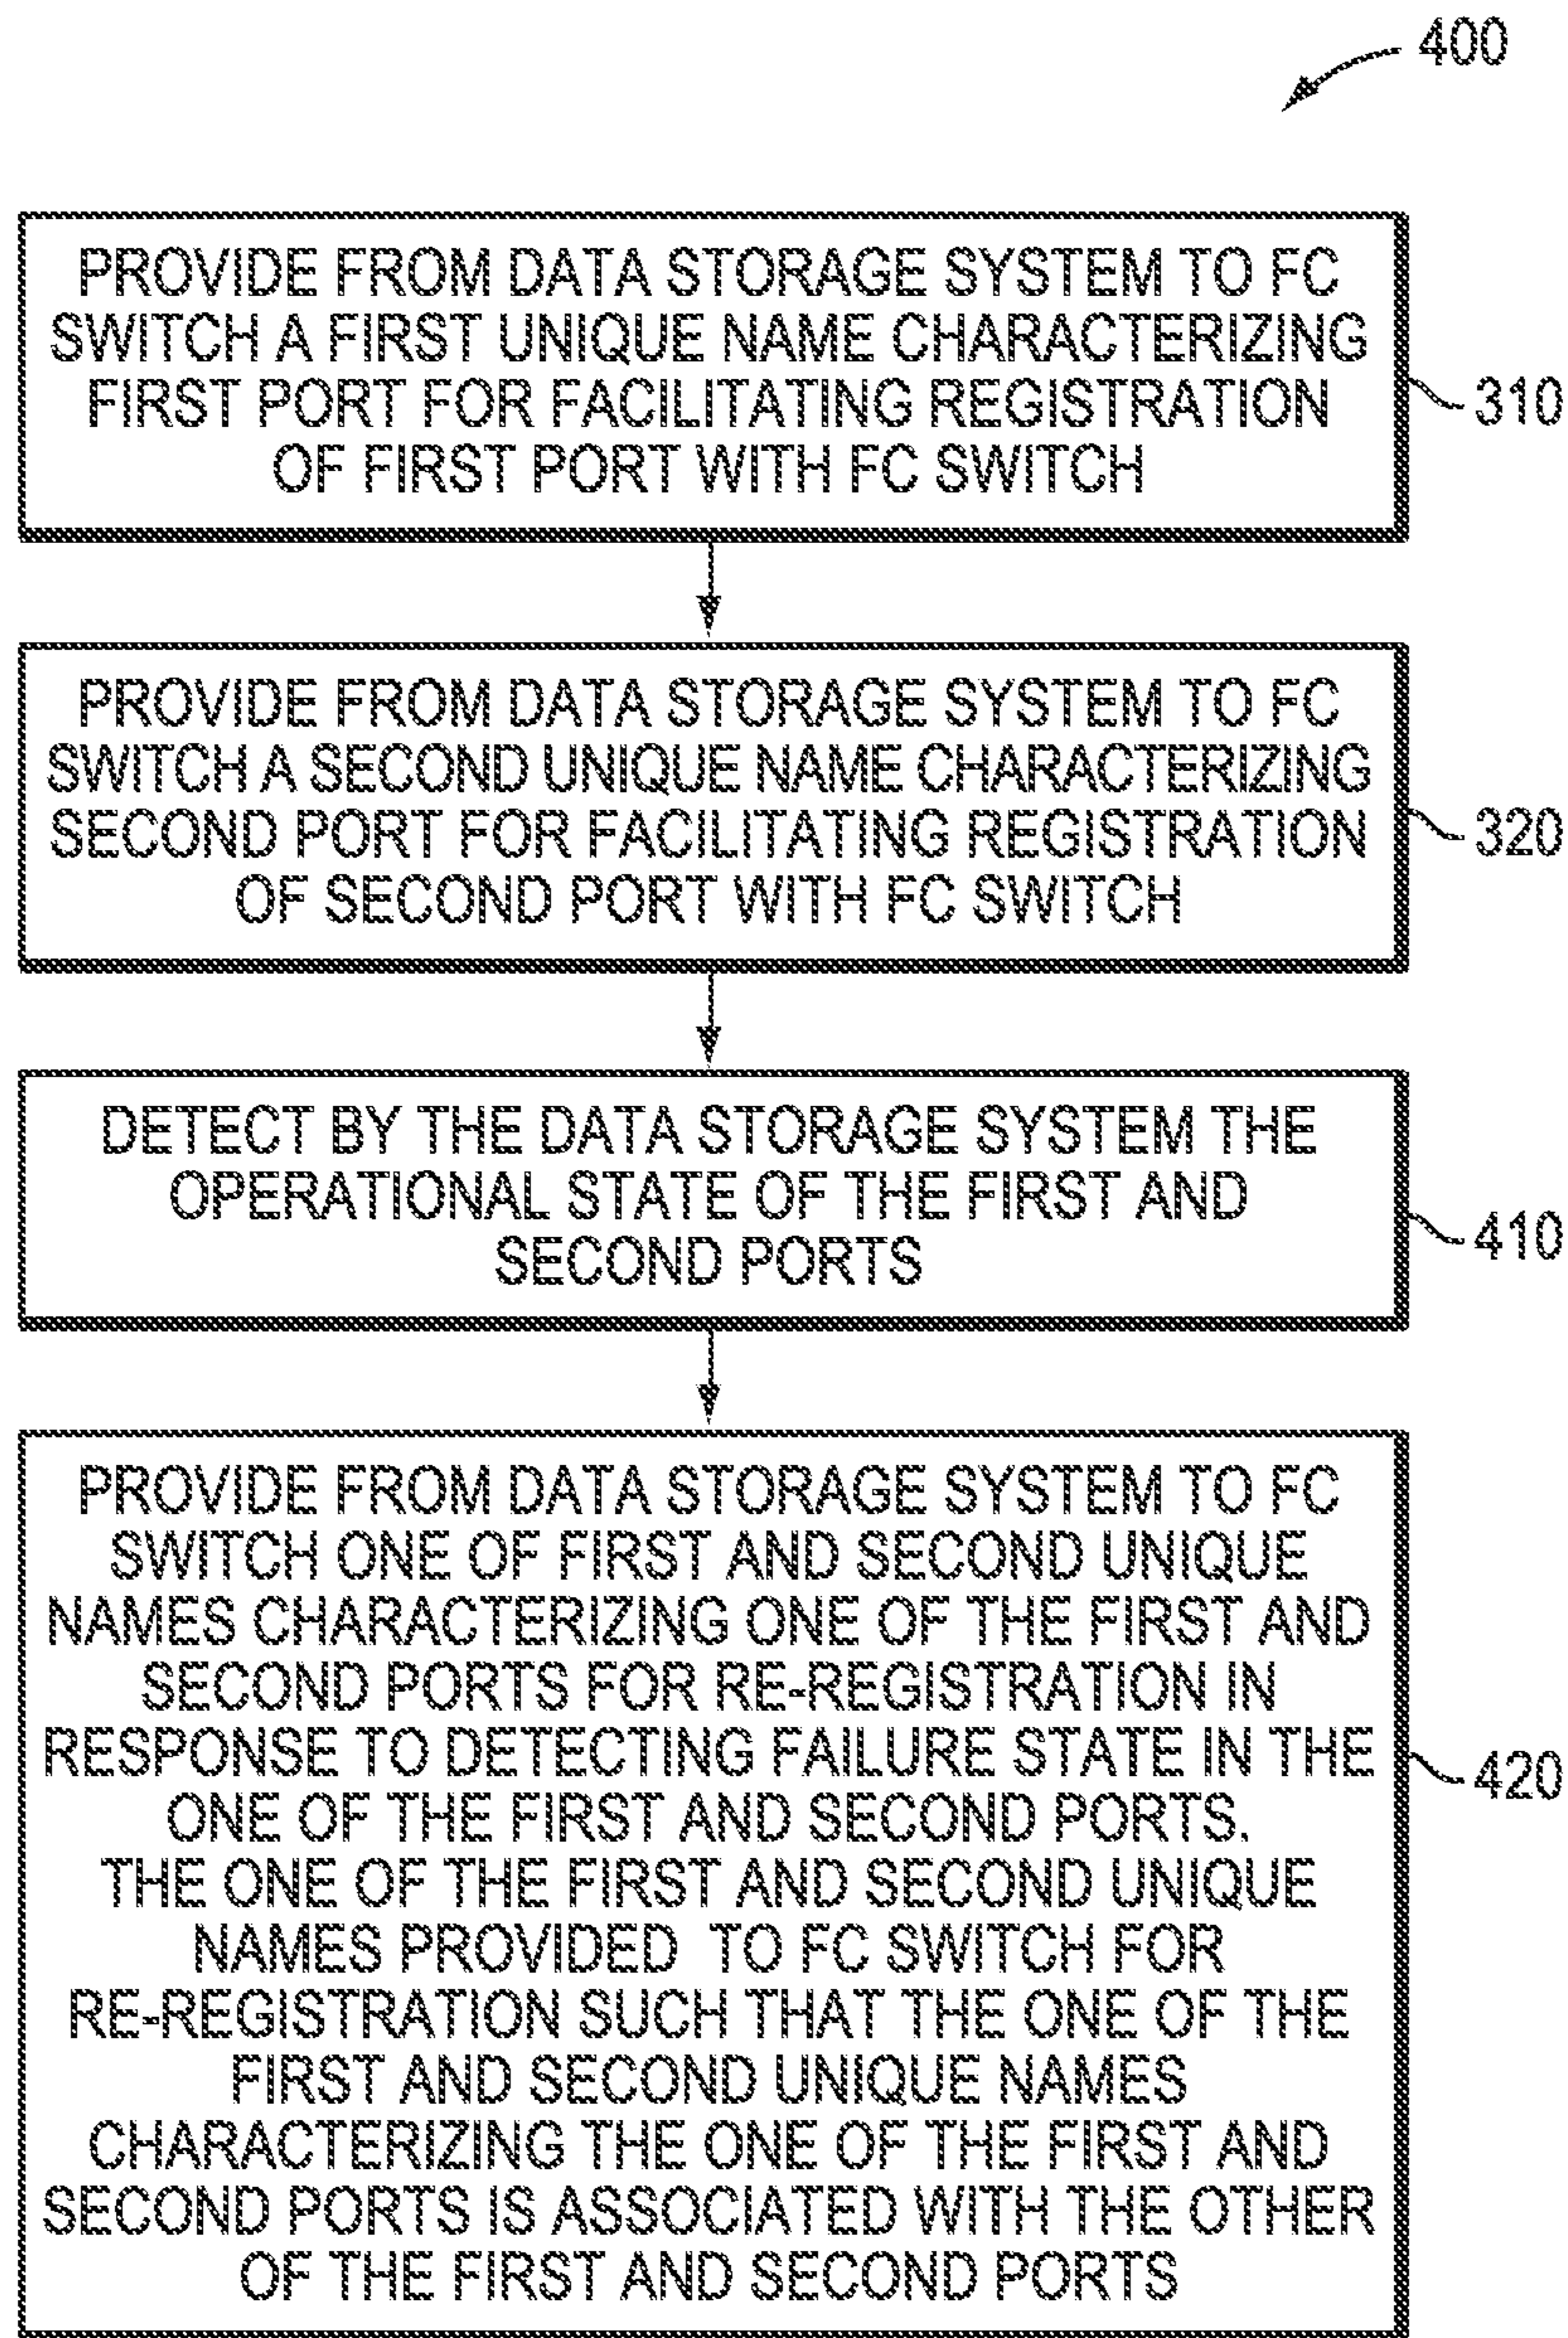 400
PROVIDE FROM DATA STORAGE SYSTEM TO FC
SWITCH A FIRST UNIQUE NAME CHARACTERIZING
FIRST PORT FOR FACILITATING REGISTRATION
OF FIRST PORT WITH FC SWITCH
310
PROVIDE FROM DATA STORAGE SYSTEM TO FC
SWITCH A SECOND UNIQUE NAME CHARACTERIZING
SECOND PORT FOR FACILITATING REGISTRATION
OF SECOND PORT WITH FC SWITCH
320
DETECT BY THE DATA STORAGE SYSTEM THE
OPERATIONAL STATE OF THE FIRST AND
SECOND PORTS
410
PROVIDE FROM DATA STORAGE SYSTEM TO FC
SWITCH ONE OF FIRST AND SECOND UNIQUE
NAMES CHARACTERIZING ONE OF THE FIRST AND
SECOND PORTS FOR RE-REGISTRATION IN
RESPONSE TO DETECTING FAILURE STATE IN THE
ONE OF THE FIRST AND SECOND PORTS.
THE ONE OF THE FIRST AND SECOND UNIQUE
NAMES PROVIDED TO FC SWITCH FOR
RE-REGISTRATION SUCH THAT THE ONE OF THE
FIRST AND SECOND UNIQUE NAMES
CHARACTERIZING THE ONE OF THE FIRST AND
SECOND PORTS IS ASSOCIATED WITH THE OTHER
OF THE FIRST AND SECOND PORTS
420